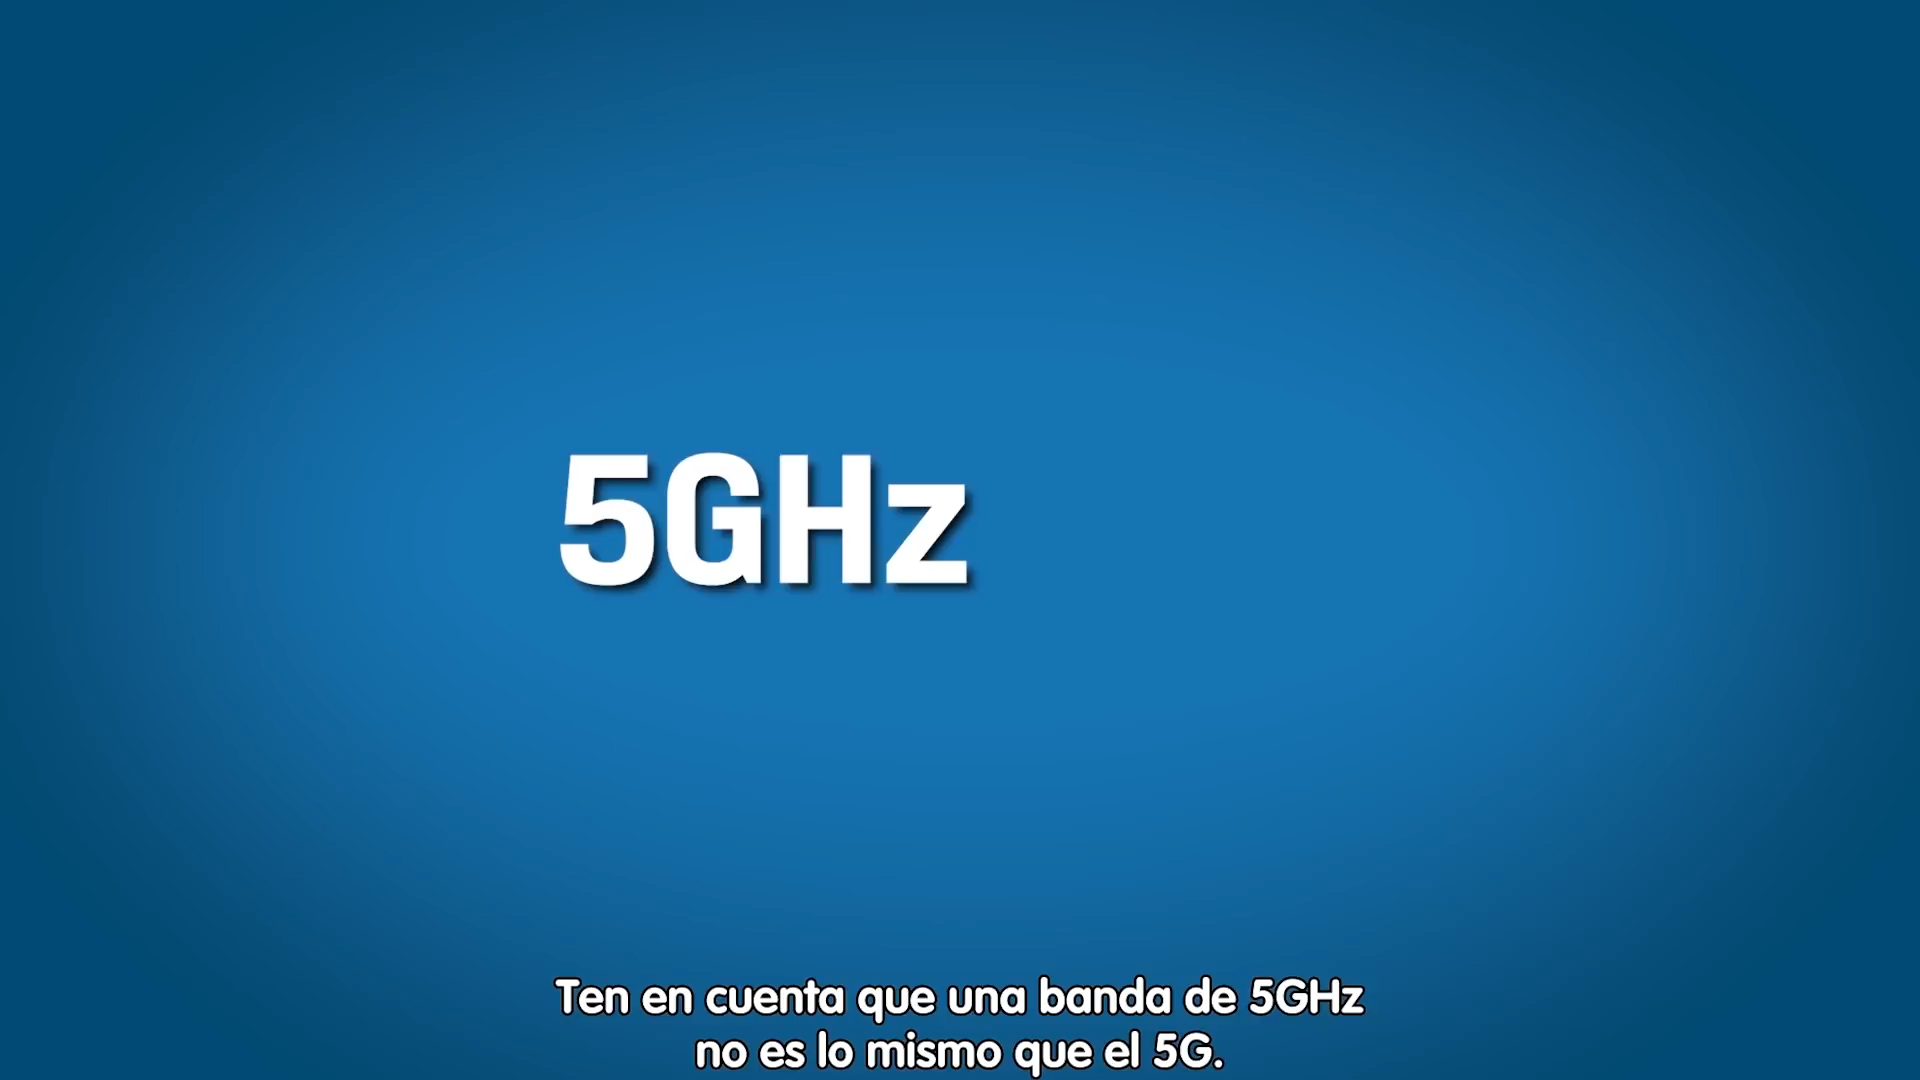 5GHz
Ten en cuenta que una banda de 5GHz
no es lo mismo que el 5G.